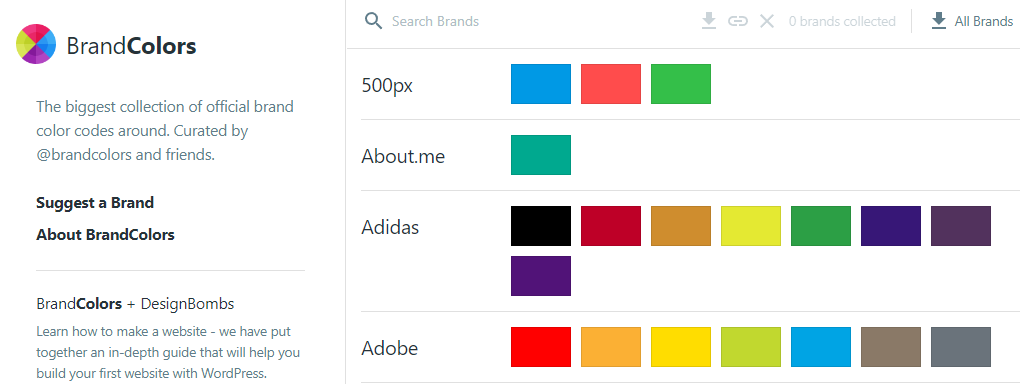 BrandColors
The biggest collection of official brand
color codes around. Curated by
@brandcolors and friends.
Suggest a Brand
About BrandColors
BrandColors + DesignBombs
Learn how to make a website - we have put
together an in-depth guide that will help you
build your first website with WordPress.
Search Brands
0 brands collected
All Brands
500px
About.me
Adidas
Adobe